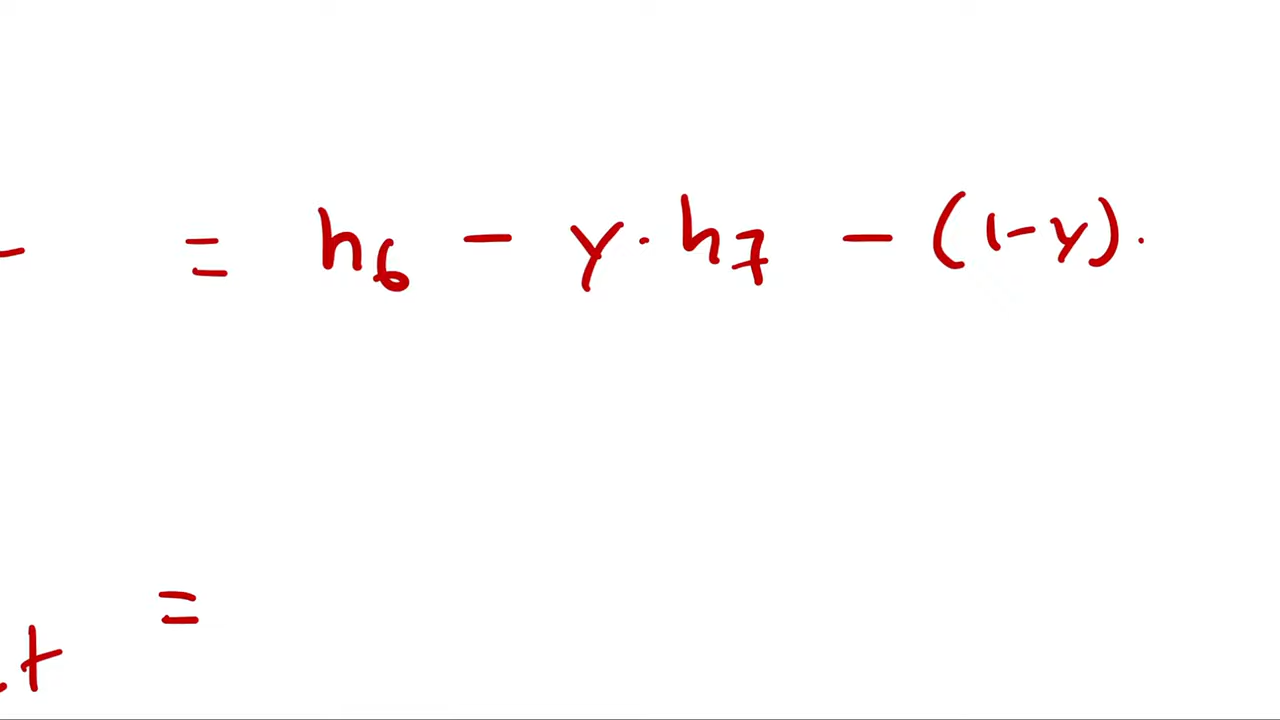 - = h₆ - y · h₇ - (1-y) ·
=
.t